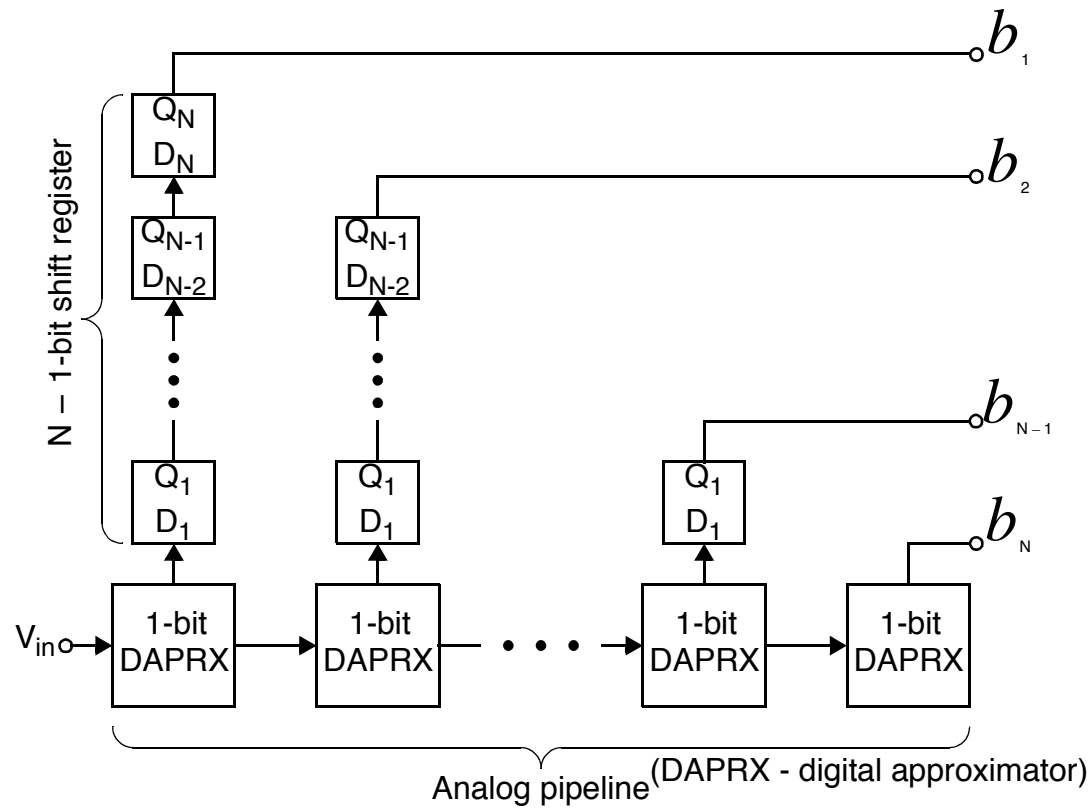 b1
QN
DN
b2
QN-1
DN-2
QN-1
DN-2
N – 1-bit shift register
bN – 1
Q1
D1
Q1
D1
Q1
D1
bN
Vin
1-bit
DAPRX
1-bit
DAPRX
1-bit
DAPRX
1-bit
DAPRX
Analog pipeline
(DAPRX - digital approximator)